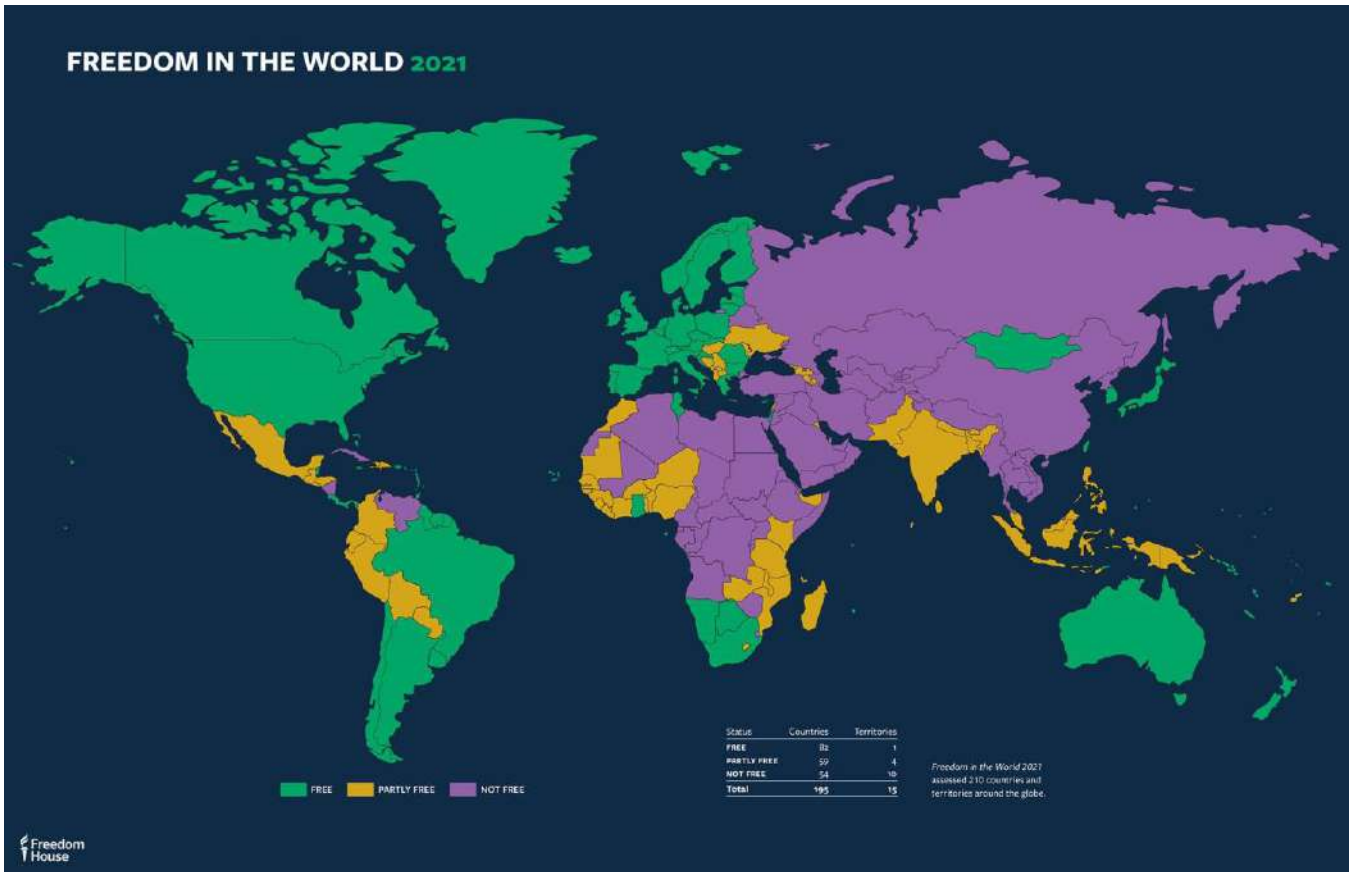 FREEDOM IN THE WORLD 2021
Status Countries Territories
FREE 82 1
PARTLY FREE 59 4
NOT FREE 54 10
Total 195 15
Freedom in the World 2021
assessed 210 countries and
territories around the globe.
FREE PARTLY FREE NOT FREE
Freedom
House